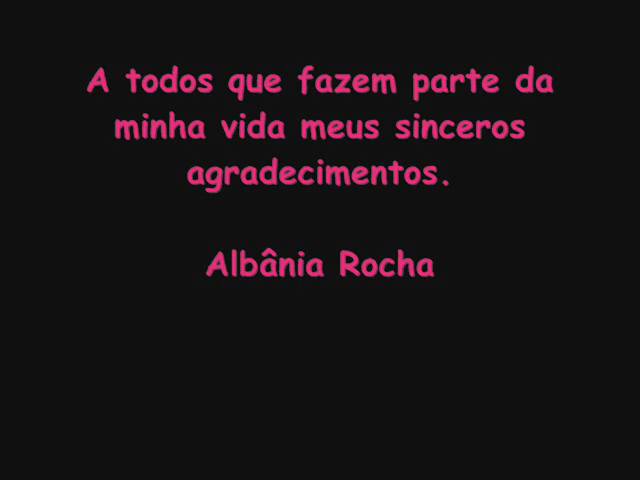 A todos que fazem parte da
minha vida meus sinceros
agradecimentos.
Albânia Rocha